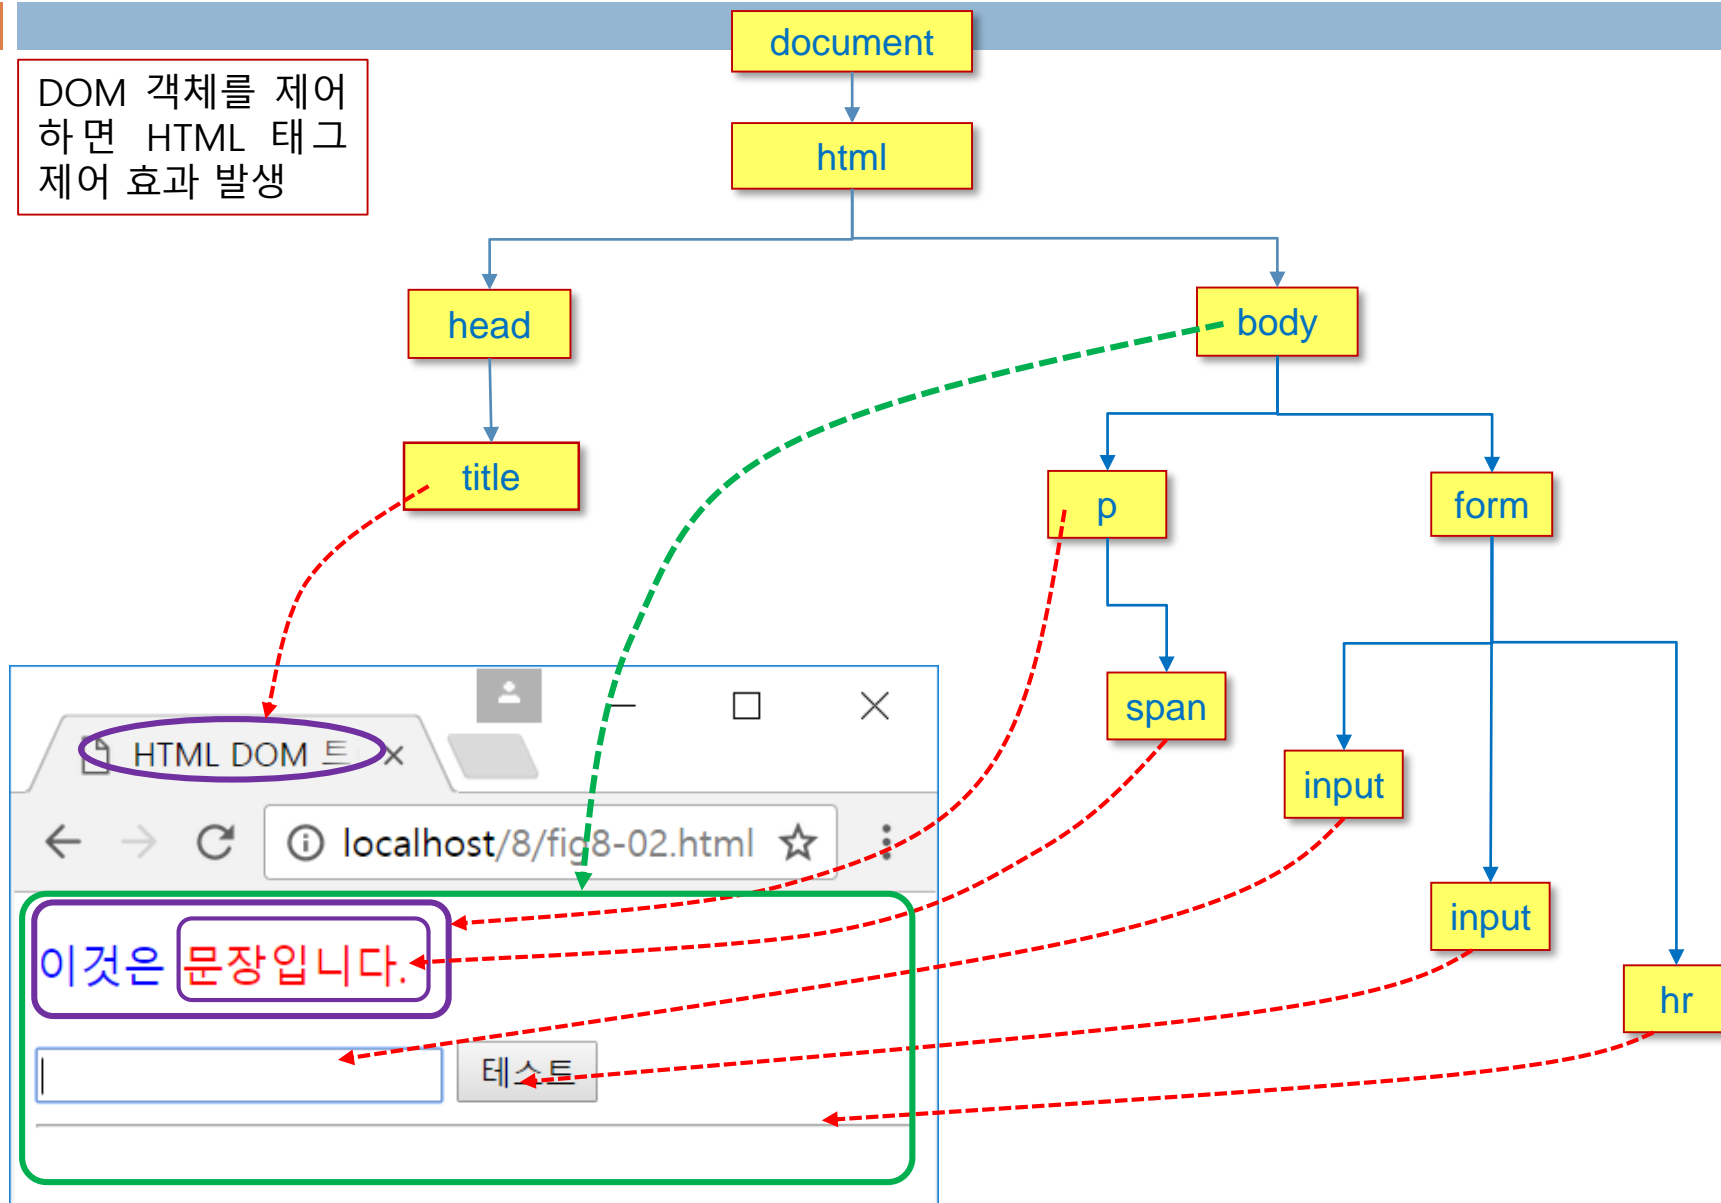 document
DOM 객체를 제어
하면 HTML 태그
제어 효과 발생
html
head
body
title
p
form
span
input
input
hr
HTML DOM 트
localhost/8/fig8-02.html
이것은 문장입니다.
테스트